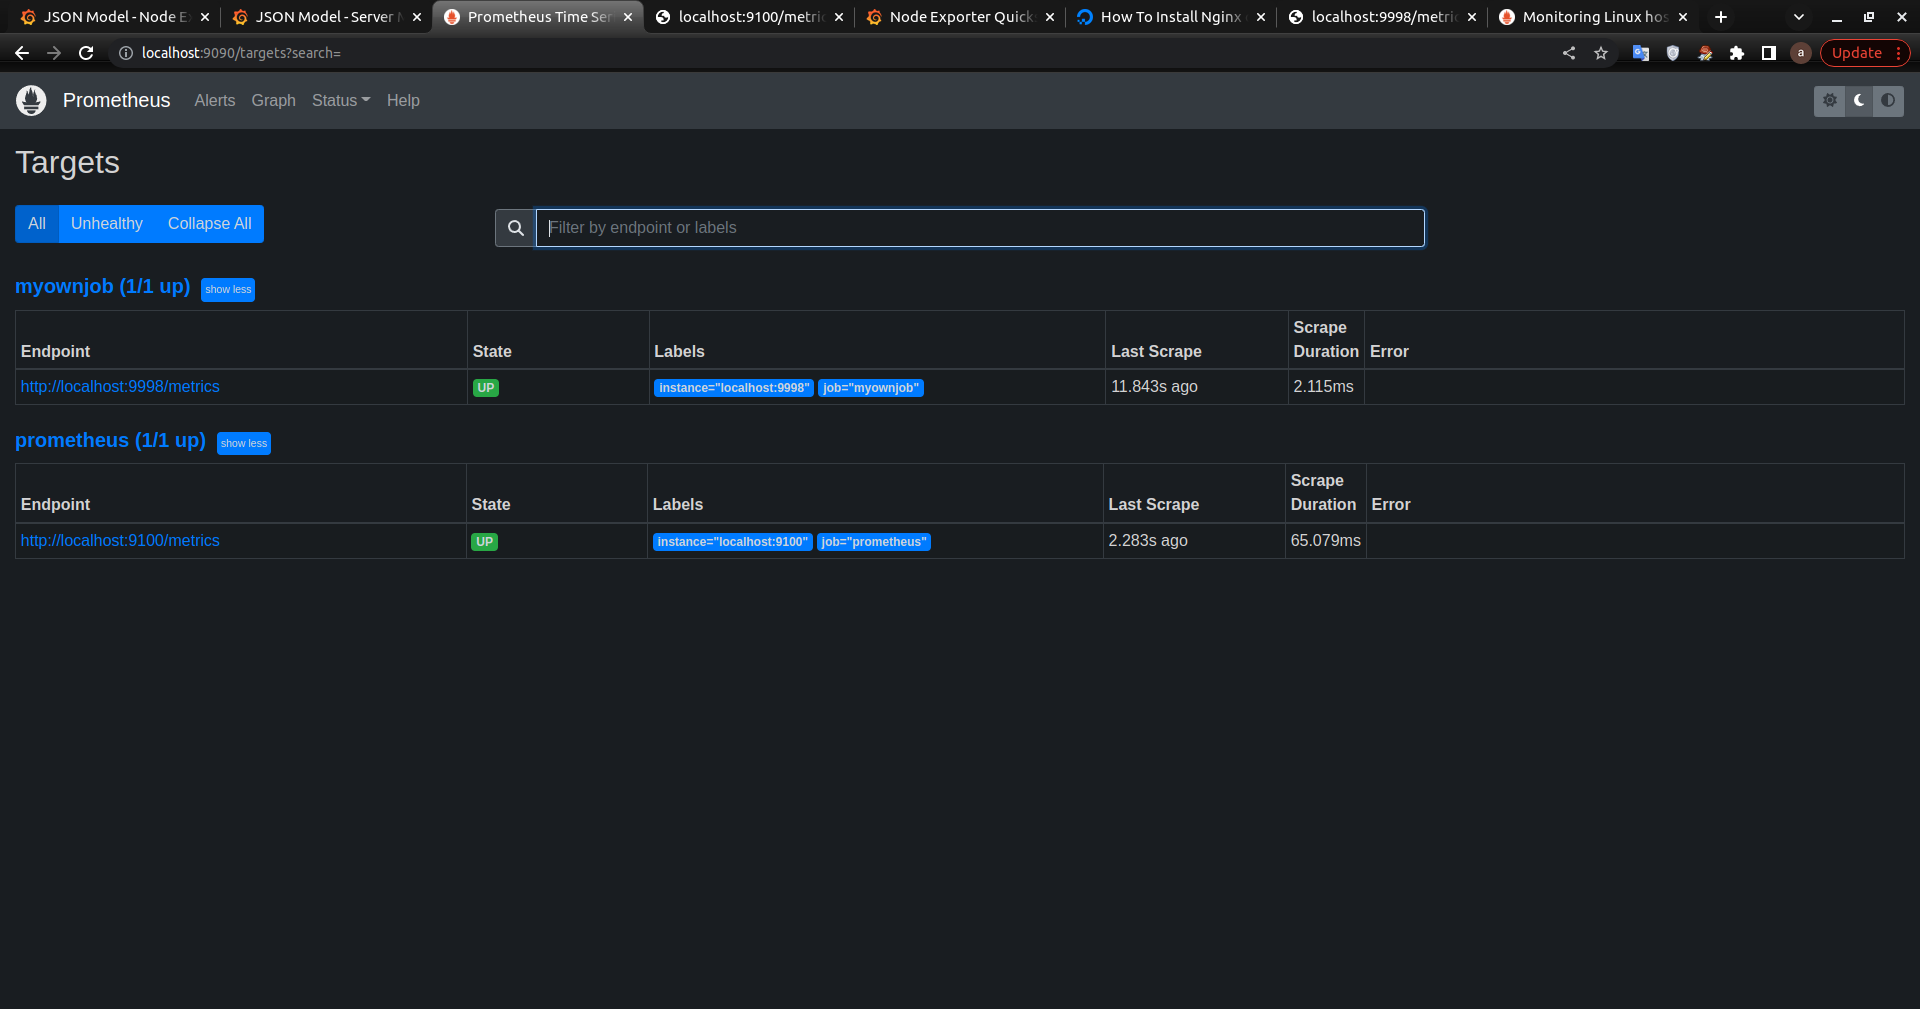 JSON Model - Node E
JSON Model - Server M
Prometheus Time Ser
localhost:9100/metric
Node Exporter Quick
How To Install Nginx
localhost:9998/metric
Monitoring Linux hos
localhost:9090/targets?search=
a
Update
Prometheus Alerts Graph Status Help
Targets
All Unhealthy Collapse All
Filter by endpoint or labels
myownjob (1/1 up) show less
Endpoint State Labels Last Scrape Scrape Duration Error
http://localhost:9998/metrics UP instance="localhost:9998" job="myownjob" 11.843s ago 2.115ms
prometheus (1/1 up) show less
Endpoint State Labels Last Scrape Scrape Duration Error
http://localhost:9100/metrics UP instance="localhost:9100" job="prometheus" 2.283s ago 65.079ms